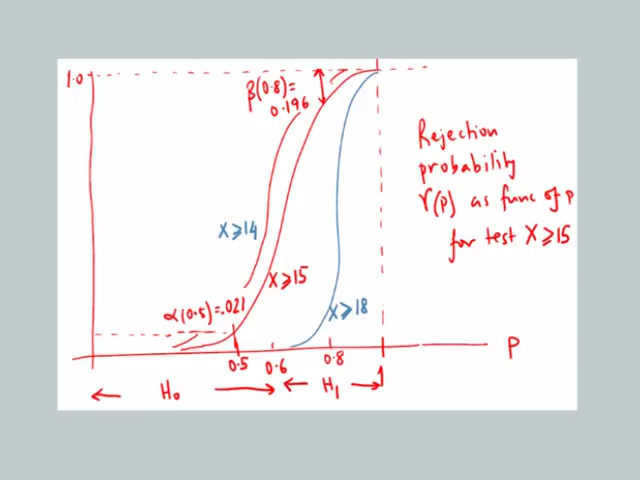 1.0
β(0.8)=
0.196
Rejection
probability
γ(p) as func of p
for test X ⩾ 15
X ⩾ 14
X ⩾ 15
α(0.5) = .021
X ⩾ 18
0.5 0.6 0.8 1 P
← H₀ → ← H₁ →